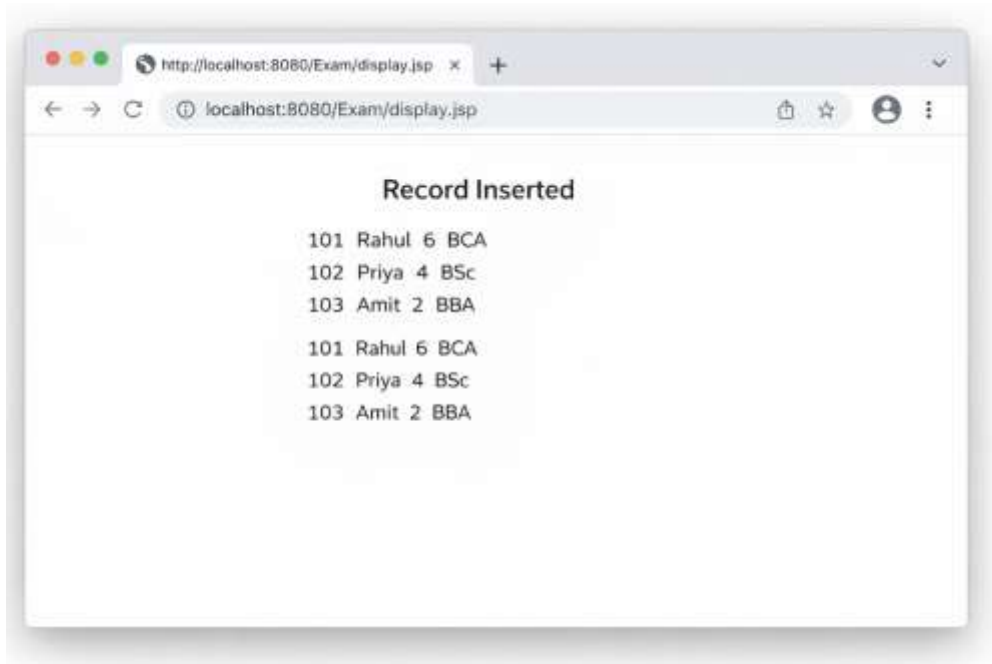 http://localhost:8080/Exam/display.jsp
localhost:8080/Exam/display.jsp
Record Inserted
101 Rahul 6 BCA
102 Priya 4 BSc
103 Amit 2 BBA
101 Rahul 6 BCA
102 Priya 4 BSc
103 Amit 2 BBA